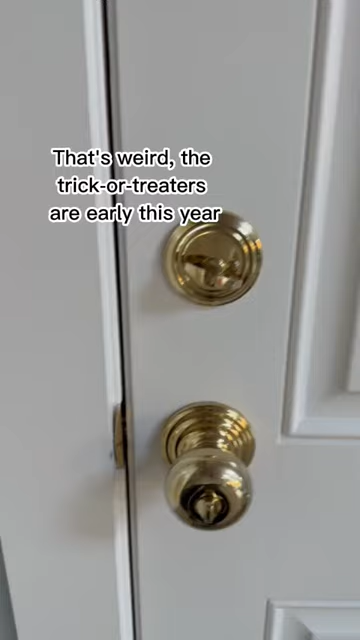 That's weird, the
trick-or-treaters
are early this year